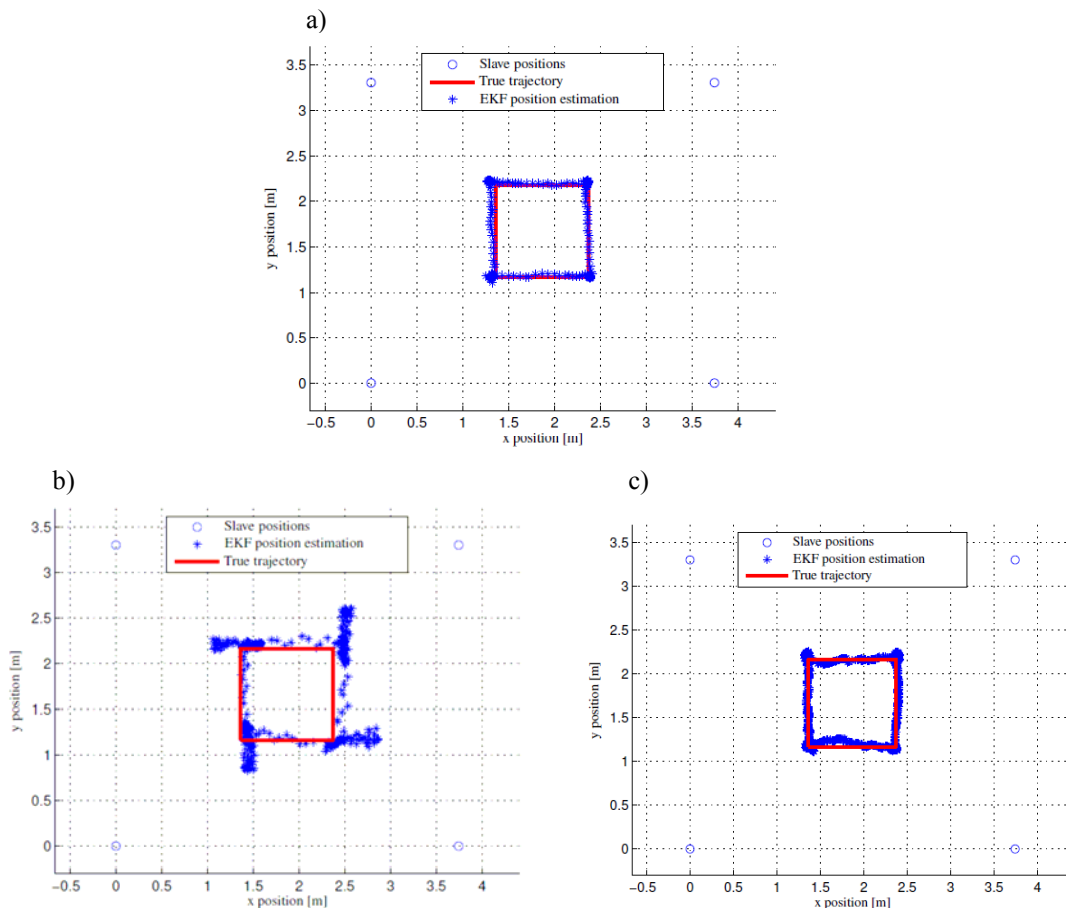 a)
Slave positions
True trajectory
EKF position estimation
3.5
3
2.5
2
1.5
1
0.5
0
y position [m]
−0.5 0 0.5 1 1.5 2 2.5 3 3.5 4
x position [m]
b)
Slave positions
EKF position estimation
True trajectory
3.5
3
2.5
2
1.5
1
0.5
0
y position [m]
−0.5 0 0.5 1 1.5 2 2.5 3 3.5 4
x position [m]
c)
Slave positions
EKF position estimation
True trajectory
3.5
3
2.5
2
1.5
1
0.5
0
y position [m]
−0.5 0 0.5 1 1.5 2 2.5 3 3.5 4
x position [m]